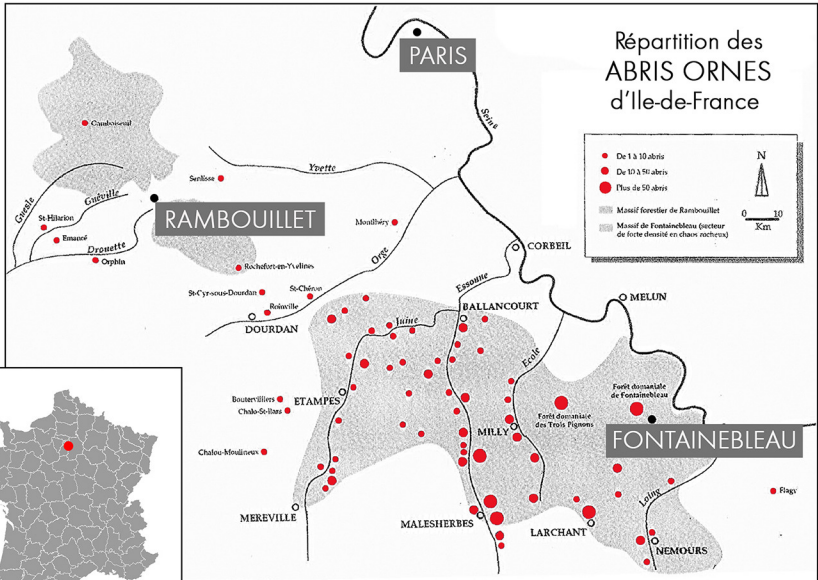 Répartition des
ABRIS ORNES
d'Ile-de-France
PARIS
Seine
De 1 à 10 abris
De 10 à 50 abris
Plus de 50 abris
N
0 10
Km
Massif forestier de Rambouillet
Massif de Fontainebleau (secteur
de forte densité en chaos rocheux)
Gambaiseuil
Senlisse
Yvette
Guesle
Guéville
RAMBOUILLET
St-Hilarion
Emancé
Drouette
Orphin
Montlhéry
Orge
CORBEIL
Rochefort-en-Yvelines
Essonne
St-Cyr-sous-Dourdan
St-Chéron
Roinville
DOURDAN
BALLANCOURT
MELUN
Juine
Ecole
ETAMPES
Boutervilliers
Chalo-St-Mars
Forêt domaniale
de Fontainebleau
Forêt domaniale
des Trois Pignons
MILLY
FONTAINEBLEAU
Chalou-Moulineux
Loing
Flagy
MEREVILLE
MALESHERBES
LARCHANT
NEMOURS